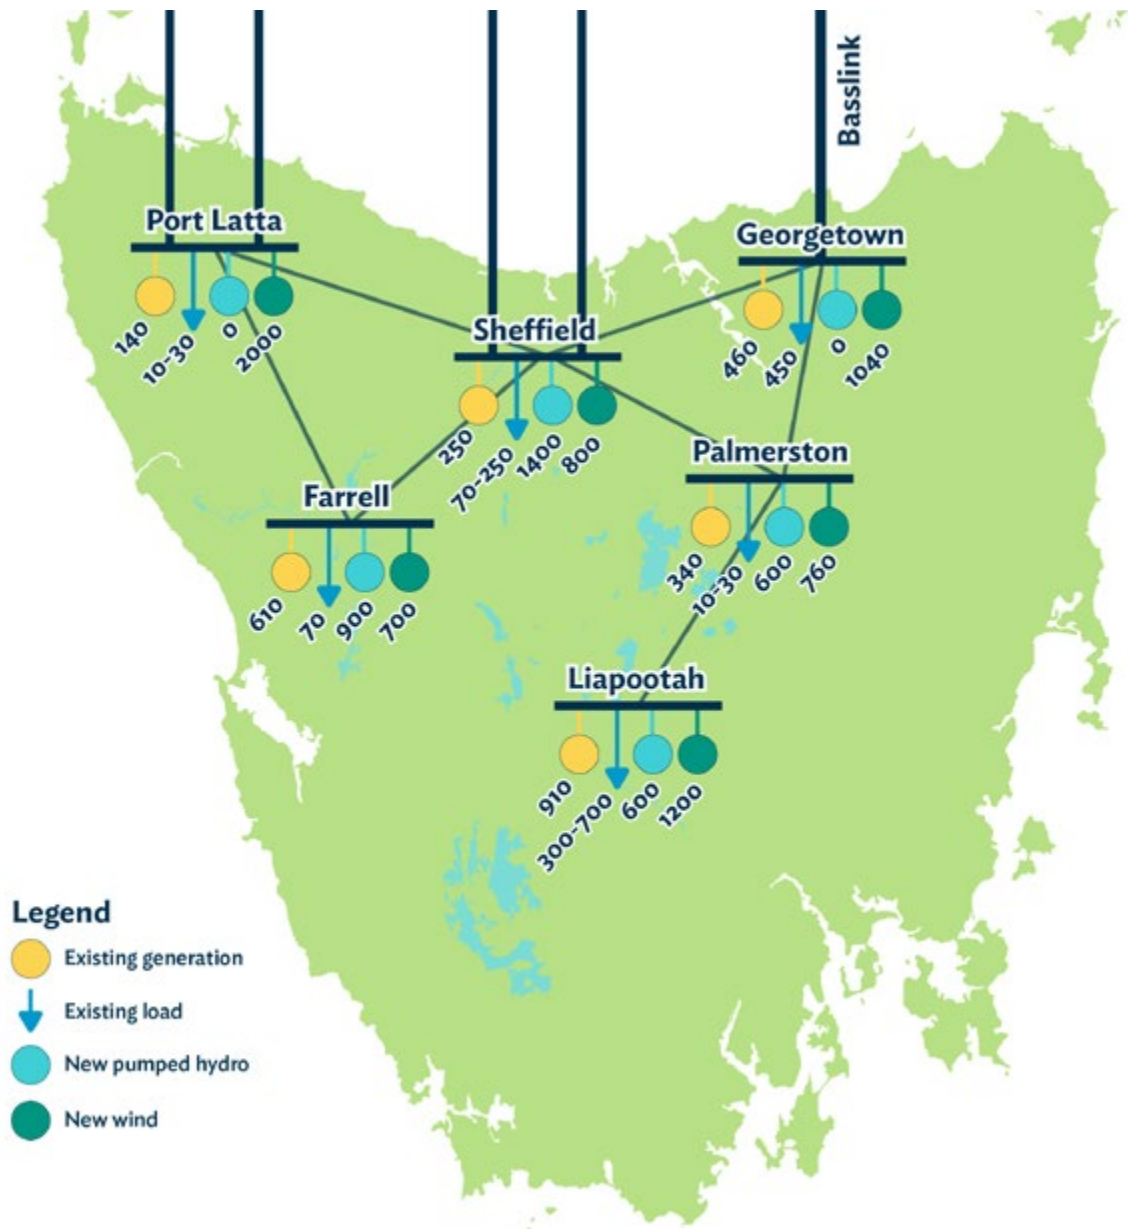 Basslink
Port Latta
140
10-30
0
2000
Georgetown
460
450
0
1040
Sheffield
250
70-250
1400
800
Palmerston
340
10-30
600
760
Farrell
610
70
900
700
Liapootah
910
300-700
600
1200
Legend
Existing generation
Existing load
New pumped hydro
New wind